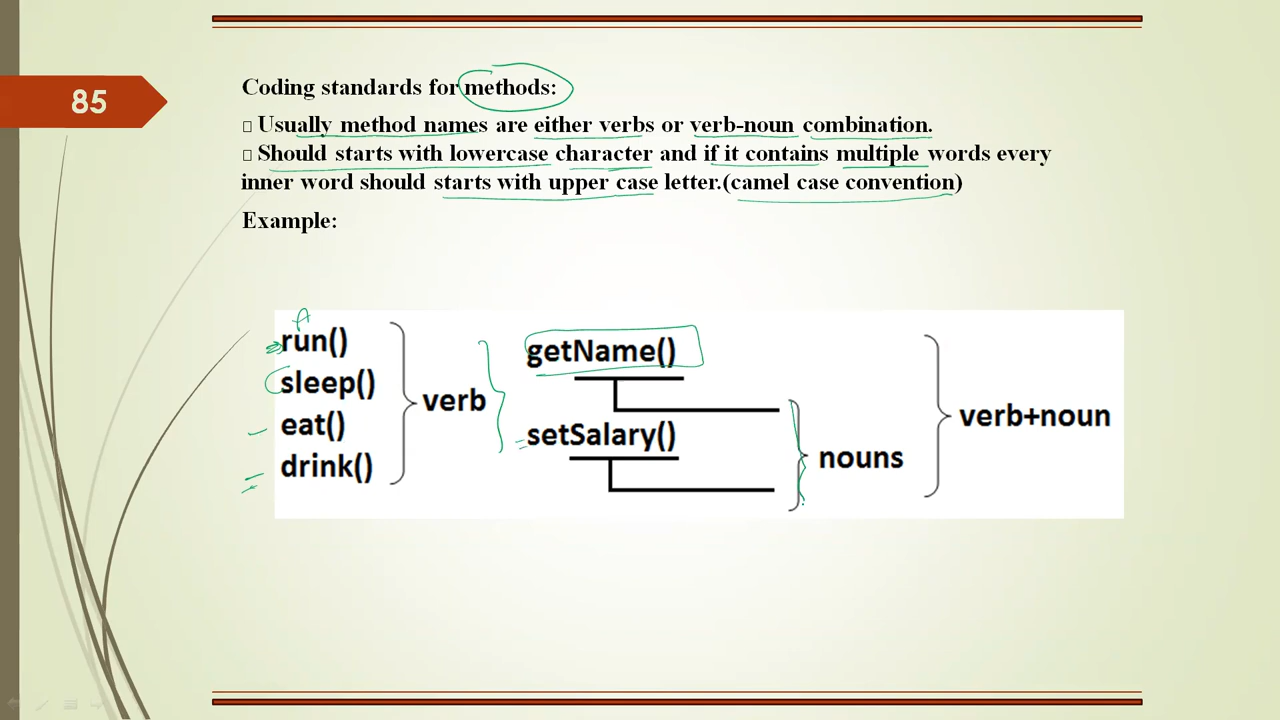 85
Coding standards for methods:
□ Usually method names are either verbs or verb-noun combination.
□ Should starts with lowercase character and if it contains multiple words every
inner word should starts with upper case letter.(camel case convention)
Example:
A
run()
sleep()
eat()
drink()
verb
getName()
setSalary()
nouns
verb+noun